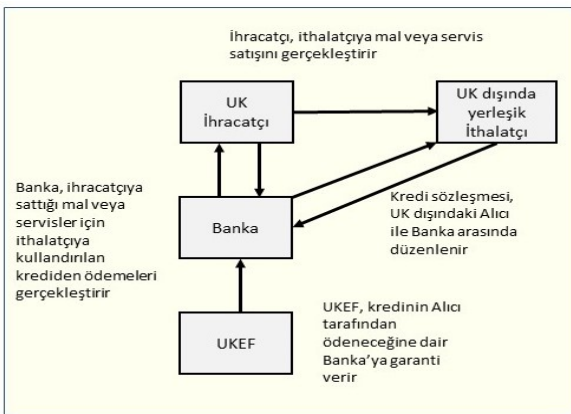 İhracatçı, ithalatçıya mal veya servis
satışını gerçekleştirir
UK
İhracatçı
UK dışında
yerleşik
İthalatçı
Banka, ihracatçıya
sattığı mal veya
servisler için
ithalatçıya
kullandırılan
krediden ödemeleri
gerçekleştirir
Banka
Kredi sözleşmesi,
UK dışındaki Alıcı
ile Banka arasında
düzenlenir
UKEF
UKEF, kredinin Alıcı
tarafından
ödeneceğine dair
Banka’ya garanti
verir